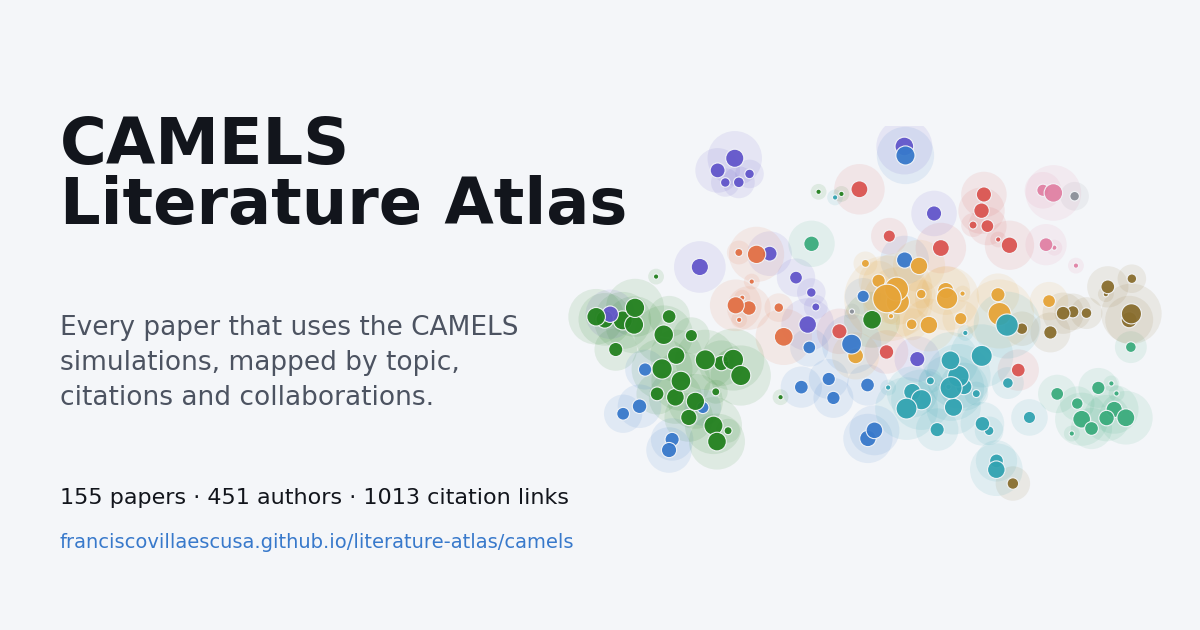 CAMELS
Literature Atlas
Every paper that uses the CAMELS
simulations, mapped by topic,
citations and collaborations.
155 papers · 451 authors · 1013 citation links
franciscovillaescusa.github.io/literature-atlas/camels